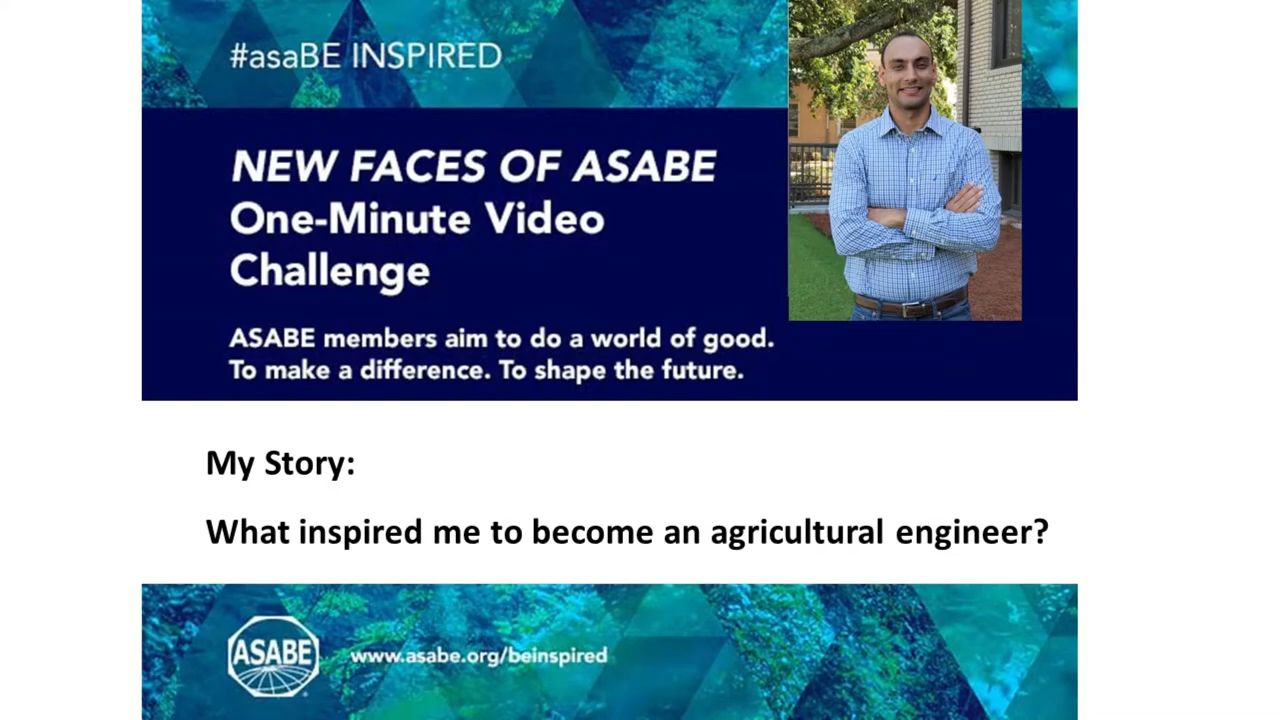 #asaBE INSPIRED
NEW FACES OF ASABE
One-Minute Video
Challenge
ASABE members aim to do a world of good.
To make a difference. To shape the future.
My Story:
What inspired me to become an agricultural engineer?
ASABE
www.asabe.org/beinspired